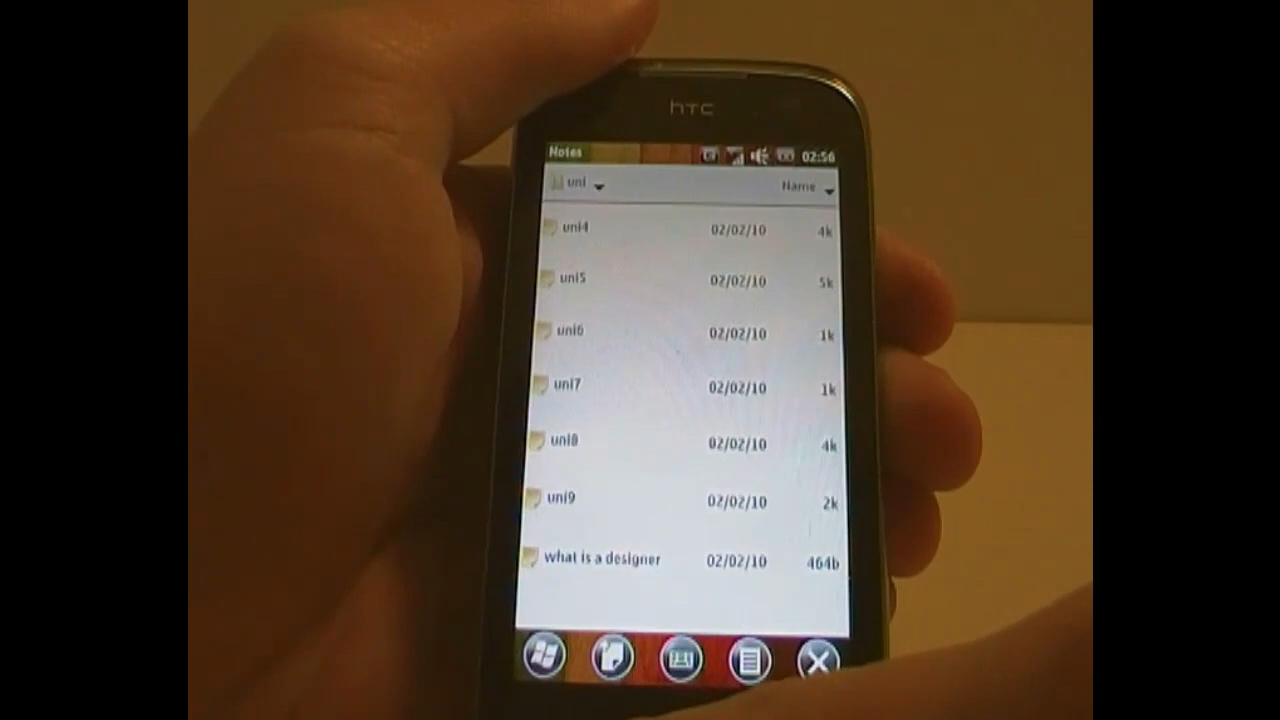 hTC
Notes 02:56
uni Name
uni4 02/02/10 4k
uni5 02/02/10 5k
uni6 02/02/10 1k
uni7 02/02/10 1k
uni8 02/02/10 4k
uni9 02/02/10 2k
what is a designer 02/02/10 464b